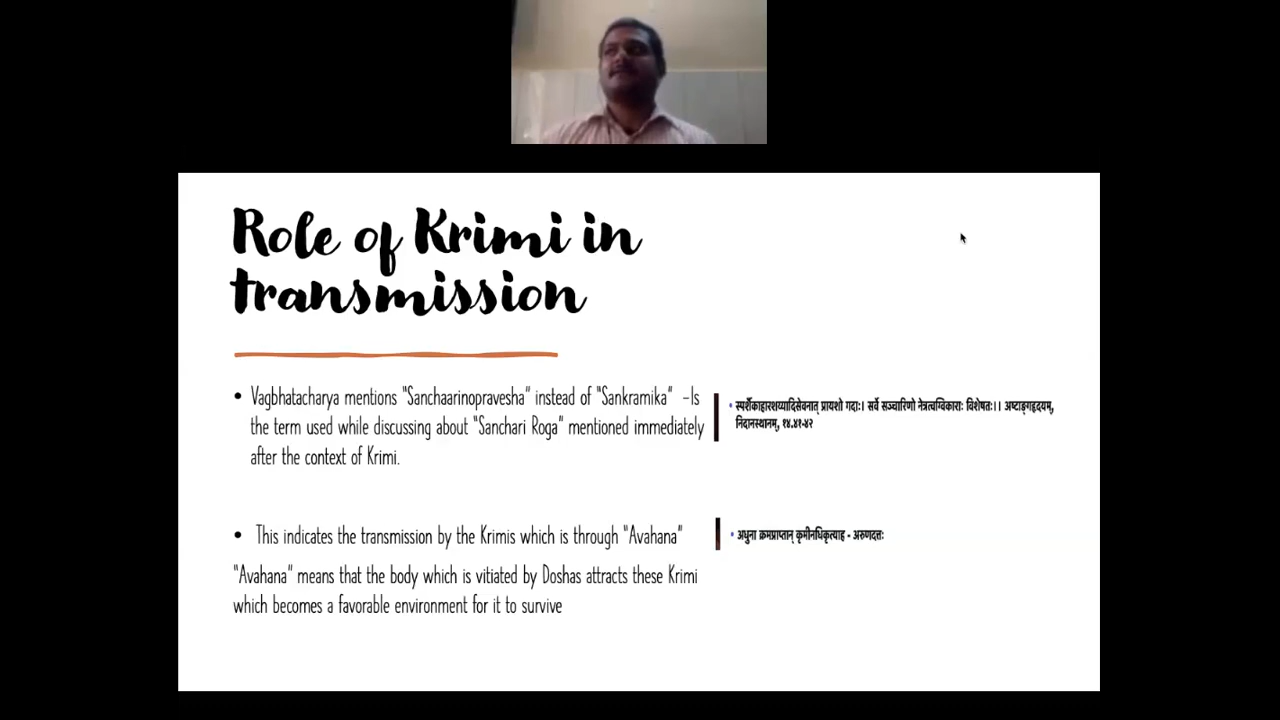 Role of Krimi in
transmission
• Vagbhatacharya mentions "Sanchaarinopravesha" instead of "Sankramika" –Is
the term used while discussing about "Sanchari Roga" mentioned immediately
after the context of Krimi.
• This indicates the transmission by the Krimis which is through "Avahana"
"Avahana" means that the body which is vitiated by Doshas attracts these Krimi
which becomes a favorable environment for it to survive
• स्पर्शैकाहारशय्यादिसेवनात् प्रायशो गदाः। सर्वे सञ्चारिणो नेत्रत्वग्विकाराः विशेषतः।। अष्टाङ्गहृदयम्,
निदानस्थानम्, १४.४१-४२
• अधुना क्रमप्राप्तान् कृमीनधिकृत्याह - अरुणदत्तः